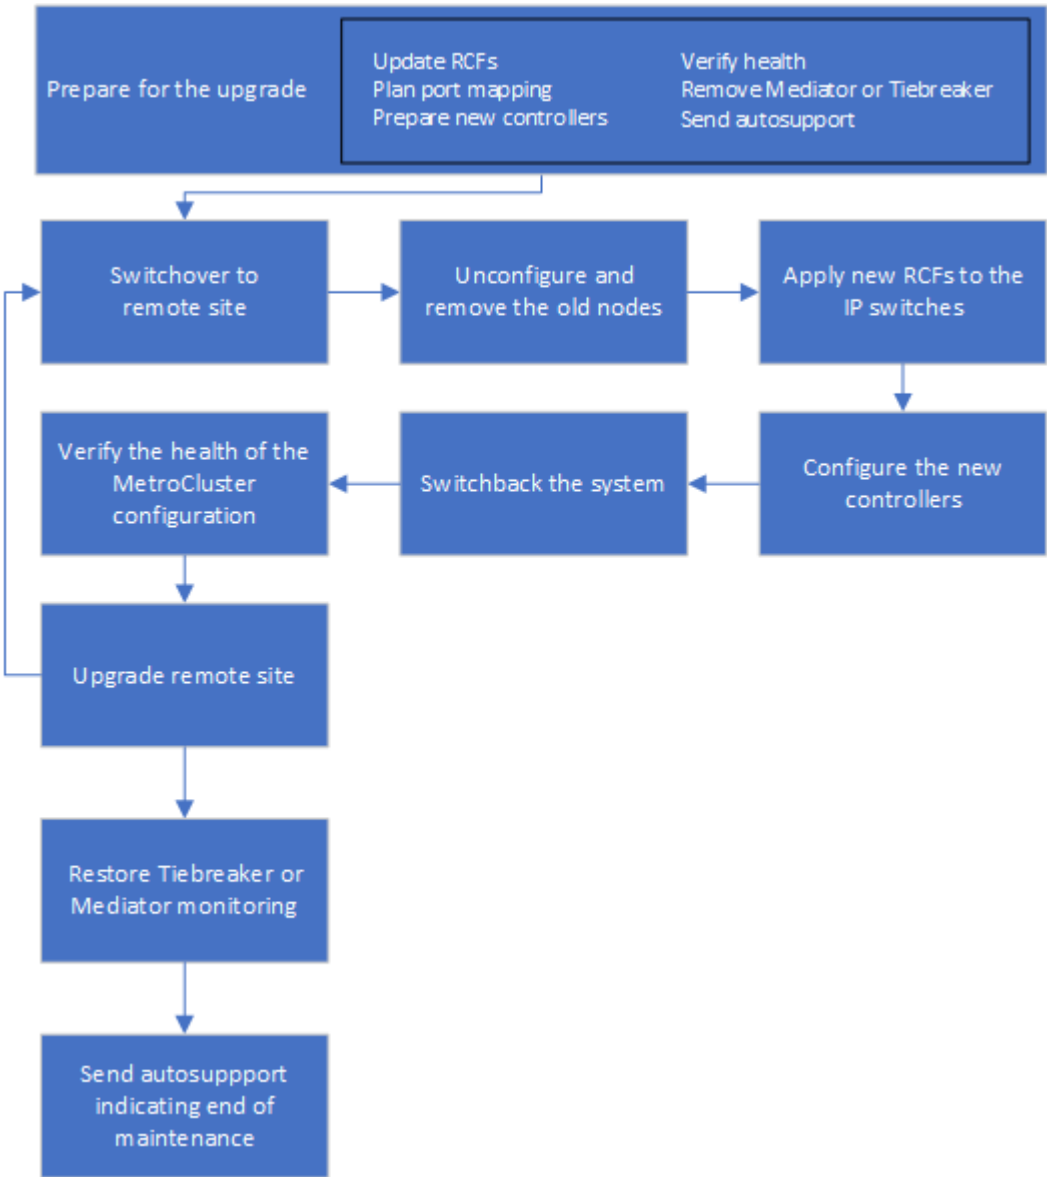 Prepare for the upgrade
Update RCFs
Plan port mapping
Prepare new controllers
Verify health
Remove Mediator or Tiebreaker
Send autosupport
Switchover to
remote site
Unconfigure and
remove the old nodes
Apply new RCFs to the
IP switches
Configure the new
controllers
Switchback the system
Verify the health of the
MetroCluster
configuration
Upgrade remote site
Restore Tiebreaker or
Mediator monitoring
Send autosuppport
indicating end of
maintenance